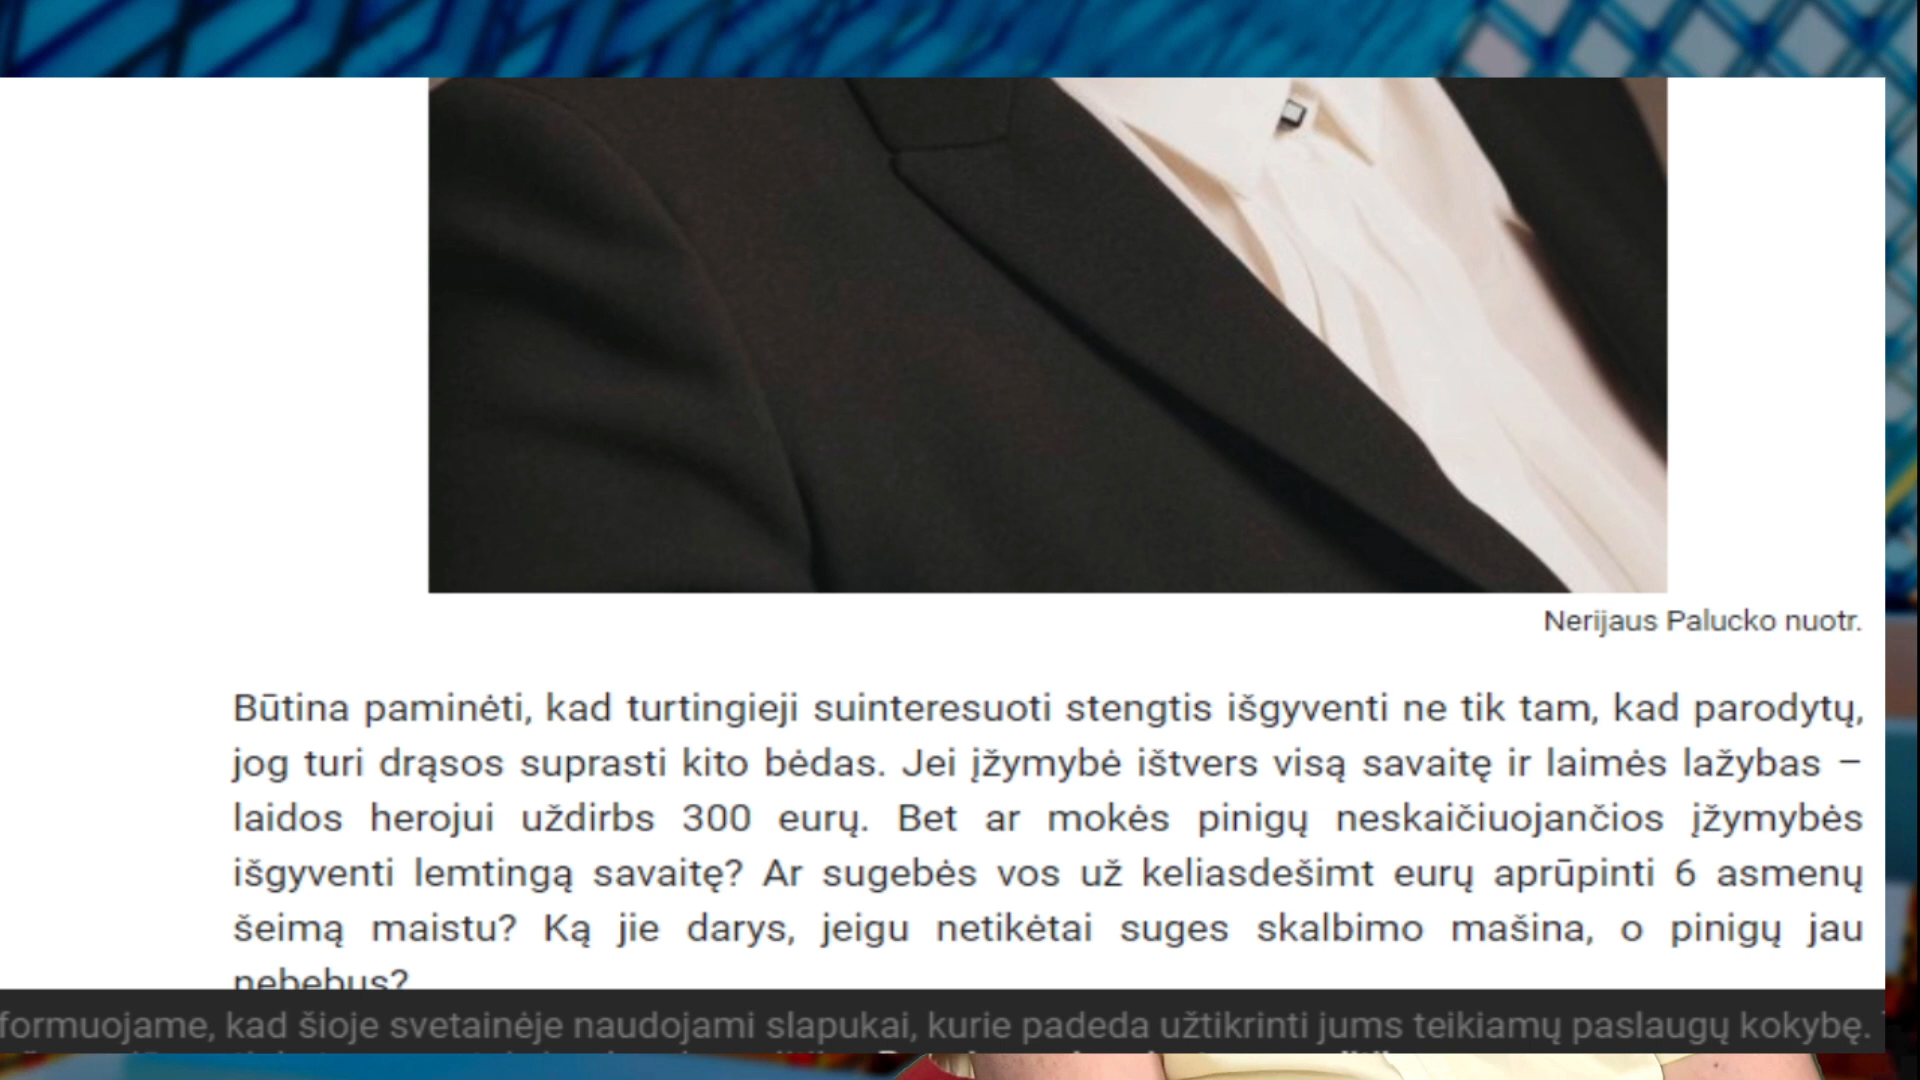 Nerijaus Palucko nuotr.
Būtina paminėti, kad turtingieji suinteresuoti stengtis išgyventi ne tik tam, kad parodytų,
jog turi drąsos suprasti kito bėdas. Jei įžymybė ištvers visą savaitę ir laimės lažybas –
laidos herojui uždirbs 300 eurų. Bet ar mokės pinigų neskaičiuojančios įžymybės
išgyventi lemtingą savaitę? Ar sugebės vos už keliasdešimt eurų aprūpinti 6 asmenų
šeimą maistu? Ką jie darys, jeigu netikėtai suges skalbimo mašina, o pinigų jau
nebebus?
formuojame, kad šioje svetainėje naudojami slapukai, kurie padeda užtikrinti jums teikiamų paslaugų kokybę.